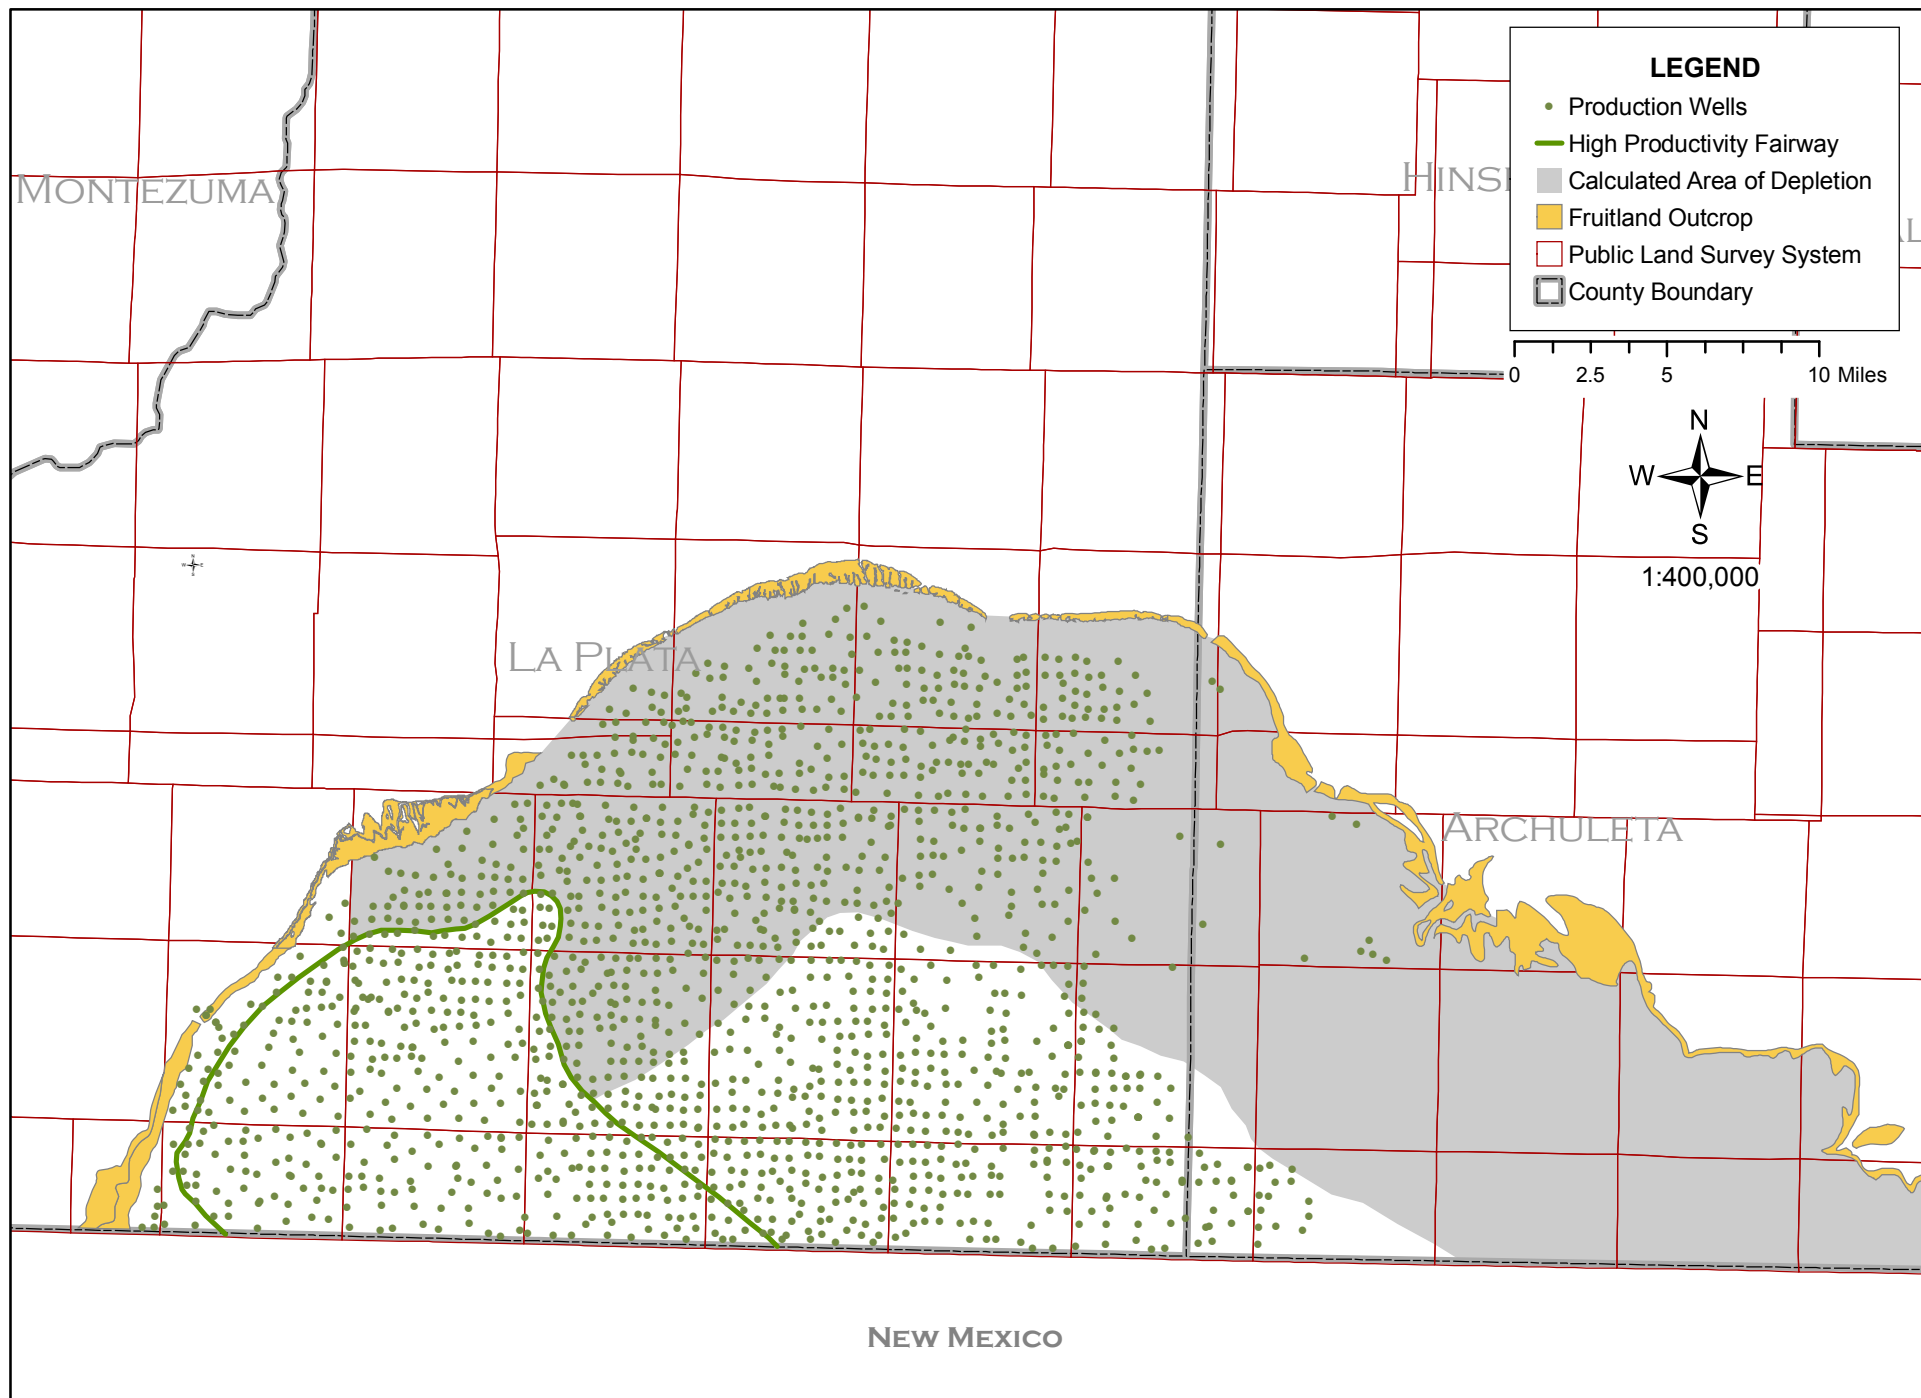 LEGEND
Production Wells
High Productivity Fairway
Calculated Area of Depletion
Fruitland Outcrop
Public Land Survey System
County Boundary
0 2.5 5 10 Miles
MONTEZUMA
HINS
N
W E
S
1:400,000
N
W E
S
LA PLATA
ARCHULETA
NEW MEXICO